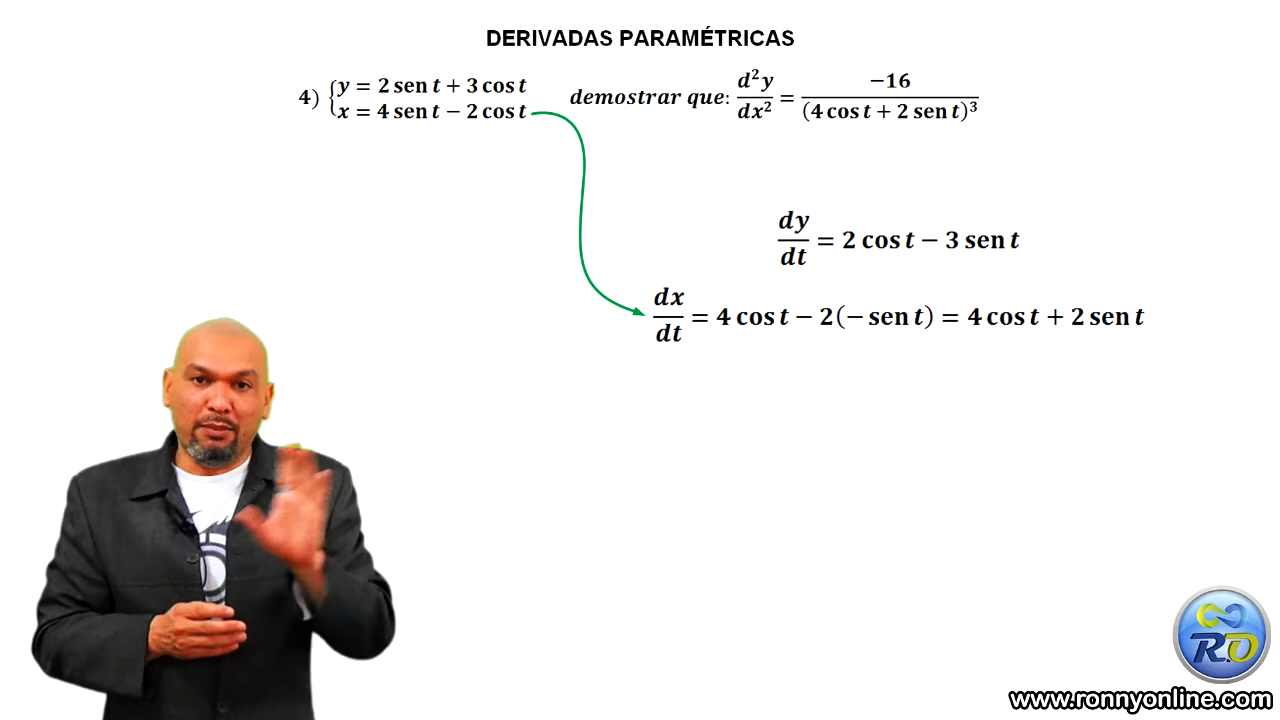 DERIVADAS PARAMÉTRICAS
4) {y = 2 sen t + 3 cos t
x = 4 sen t − 2 cos t
demostrar que: d²y/dx² = −16/(4 cos t + 2 sen t)³
dy/dt = 2 cos t − 3 sen t
dx/dt = 4 cos t − 2(− sen t) = 4 cos t + 2 sen t
R.D
www.ronnyonline.com